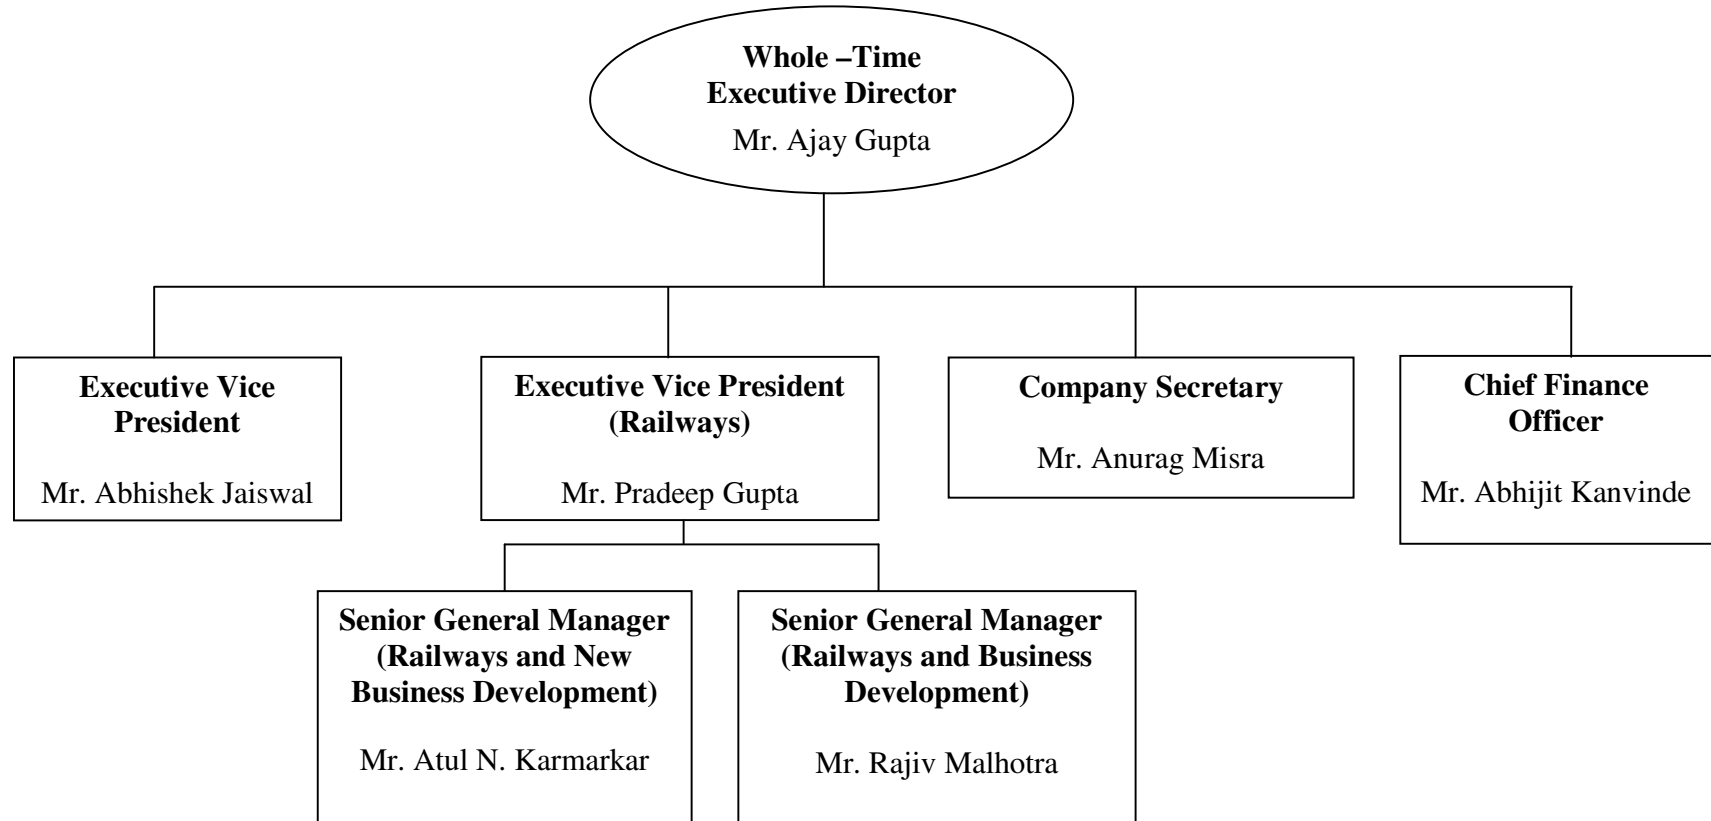 Whole –Time
Executive Director
Mr. Ajay Gupta
Executive Vice
President
Mr. Abhishek Jaiswal
Executive Vice President
(Railways)
Mr. Pradeep Gupta
Company Secretary
Mr. Anurag Misra
Chief Finance
Officer
Mr. Abhijit Kanvinde
Senior General Manager
(Railways and New
Business Development)
Mr. Atul N. Karmarkar
Senior General Manager
(Railways and Business
Development)
Mr. Rajiv Malhotra